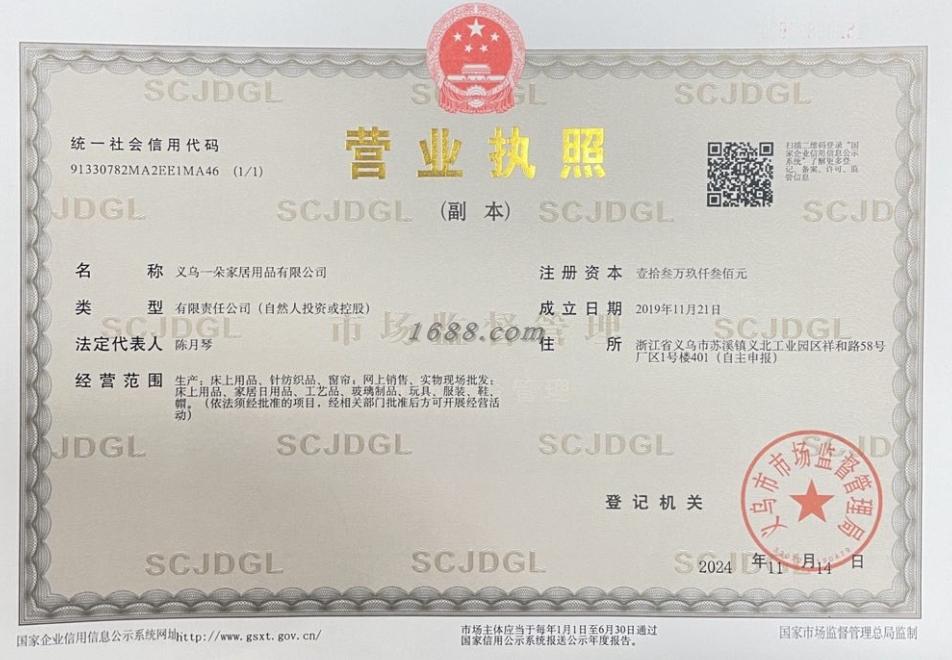 营业执照
(副 本)
统一社会信用代码
91330782MA2EE1MA46 (1/1)
扫描二维码登录“国
家企业信用信息公示
系统”了解更多登
记、备案、许可、监
管信息
名 称 义乌一朵家居用品有限公司
类 型 有限责任公司（自然人投资或控股）
法定代表人 陈月琴
经营范围 生产：床上用品、针纺织品、窗帘；网上销售、实物现场批发：
床上用品、家居日用品、工艺品、玻璃制品、玩具、服装、鞋、
帽。（依法须经批准的项目，经相关部门批准后方可开展经营活
动）
注册资本 壹拾叁万玖仟叁佰元
成立日期 2019年11月21日
住 所 浙江省义乌市苏溪镇义北工业园区祥和路58号
厂区1号楼401（自主申报）
市场监督管理
1688.com
SCJDGL
登记机关
义乌市市场监督管理局
2024 年 11 月 14 日
国家企业信用信息公示系统网址http://www.gsxt.gov.cn/
市场主体应当于每年1月1日至6月30日通过
国家信用公示系统报送公示年度报告。
国家市场监督管理总局监制